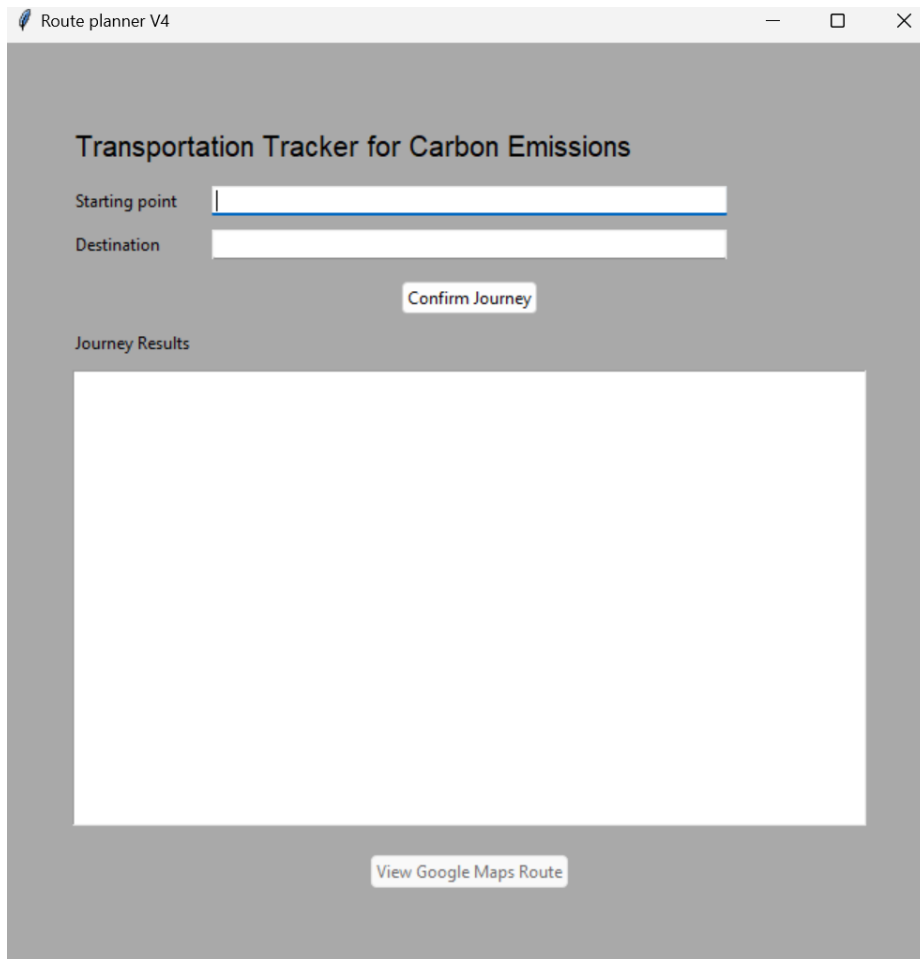 Route planner V4
Transportation Tracker for Carbon Emissions
Starting point
Destination
Confirm Journey
Journey Results
View Google Maps Route